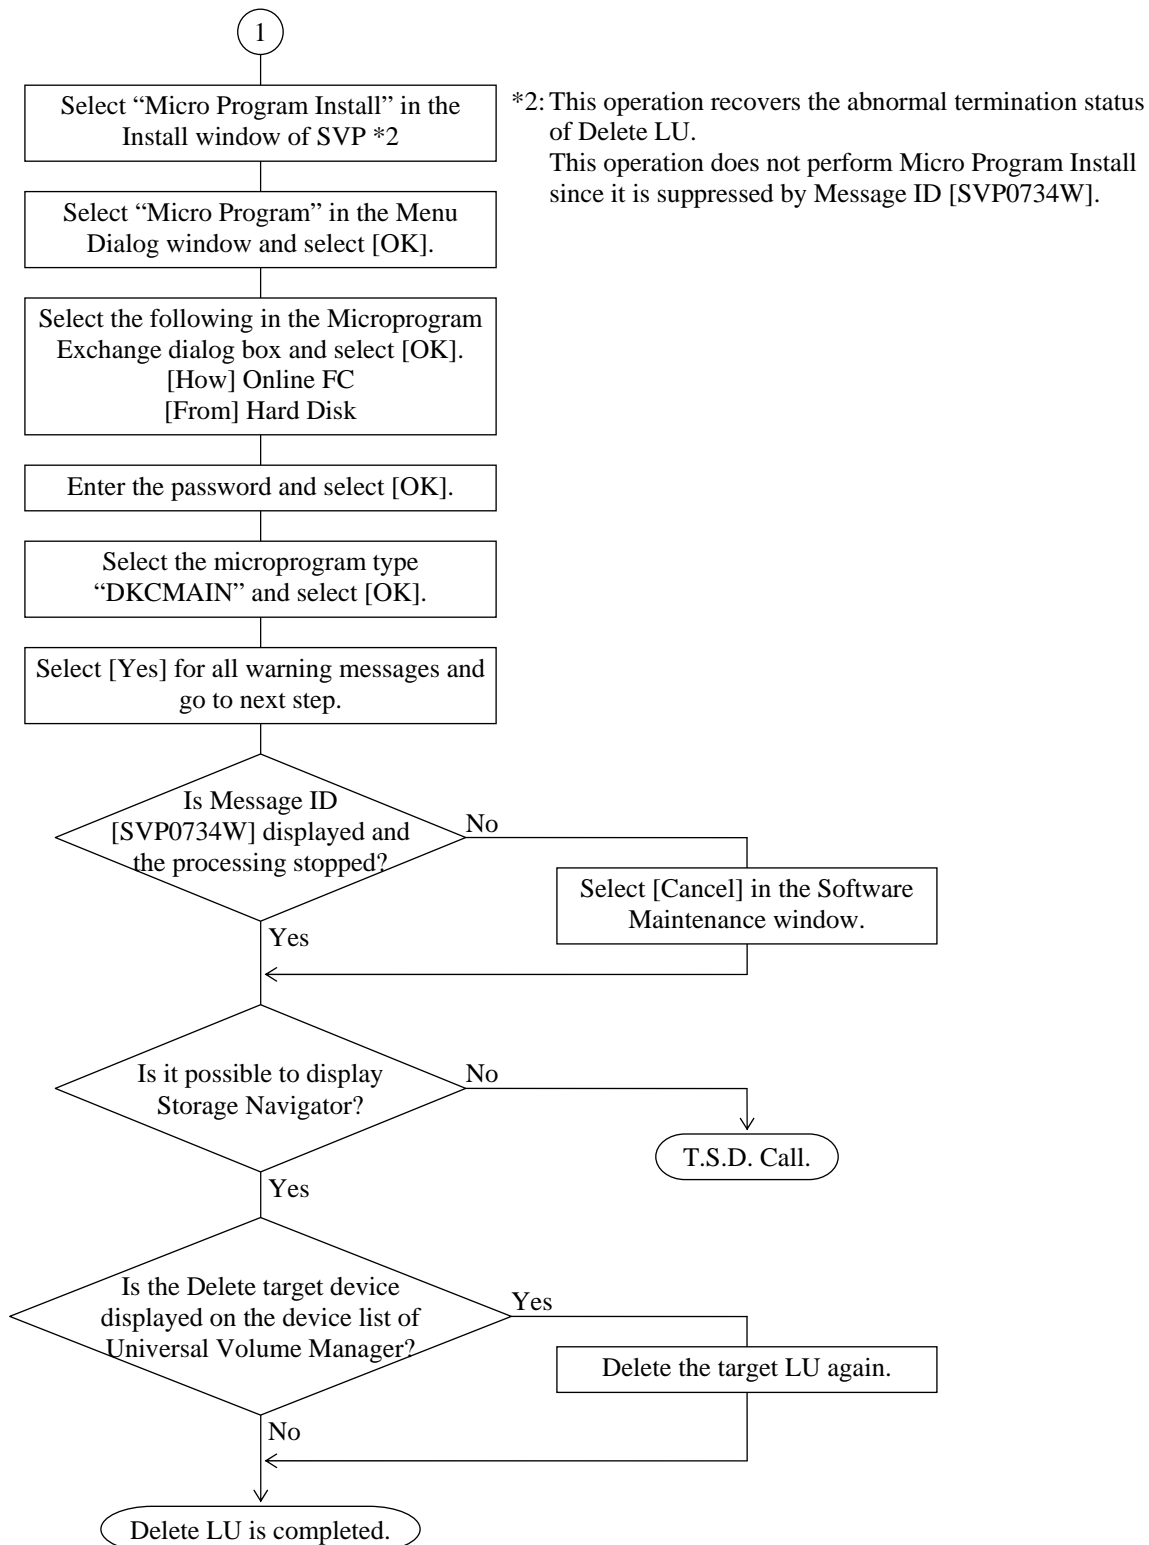 1
Select “Micro Program Install” in the
Install window of SVP *2
*2: This operation recovers the abnormal termination status
of Delete LU.
This operation does not perform Micro Program Install
since it is suppressed by Message ID [SVP0734W].
Select “Micro Program” in the Menu
Dialog window and select [OK].
Select the following in the Microprogram
Exchange dialog box and select [OK].
[How] Online FC
[From] Hard Disk
Enter the password and select [OK].
Select the microprogram type
“DKCMAIN” and select [OK].
Select [Yes] for all warning messages and
go to next step.
Is Message ID
[SVP0734W] displayed and
the processing stopped?
No
Select [Cancel] in the Software
Maintenance window.
Yes
Is it possible to display
Storage Navigator?
No
T.S.D. Call.
Yes
Is the Delete target device
displayed on the device list of
Universal Volume Manager?
Yes
Delete the target LU again.
No
Delete LU is completed.